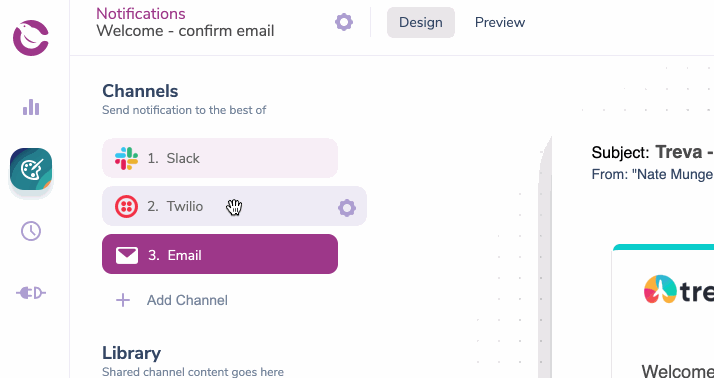 Notifications
Welcome - confirm email
Design
Preview
Channels
Send notification to the best of
1. Slack
2. Twilio
3. Email
Add Channel
Library
Shared channel content goes here
Subject: Treva -
From: "Nate Munge
tre
Welcome